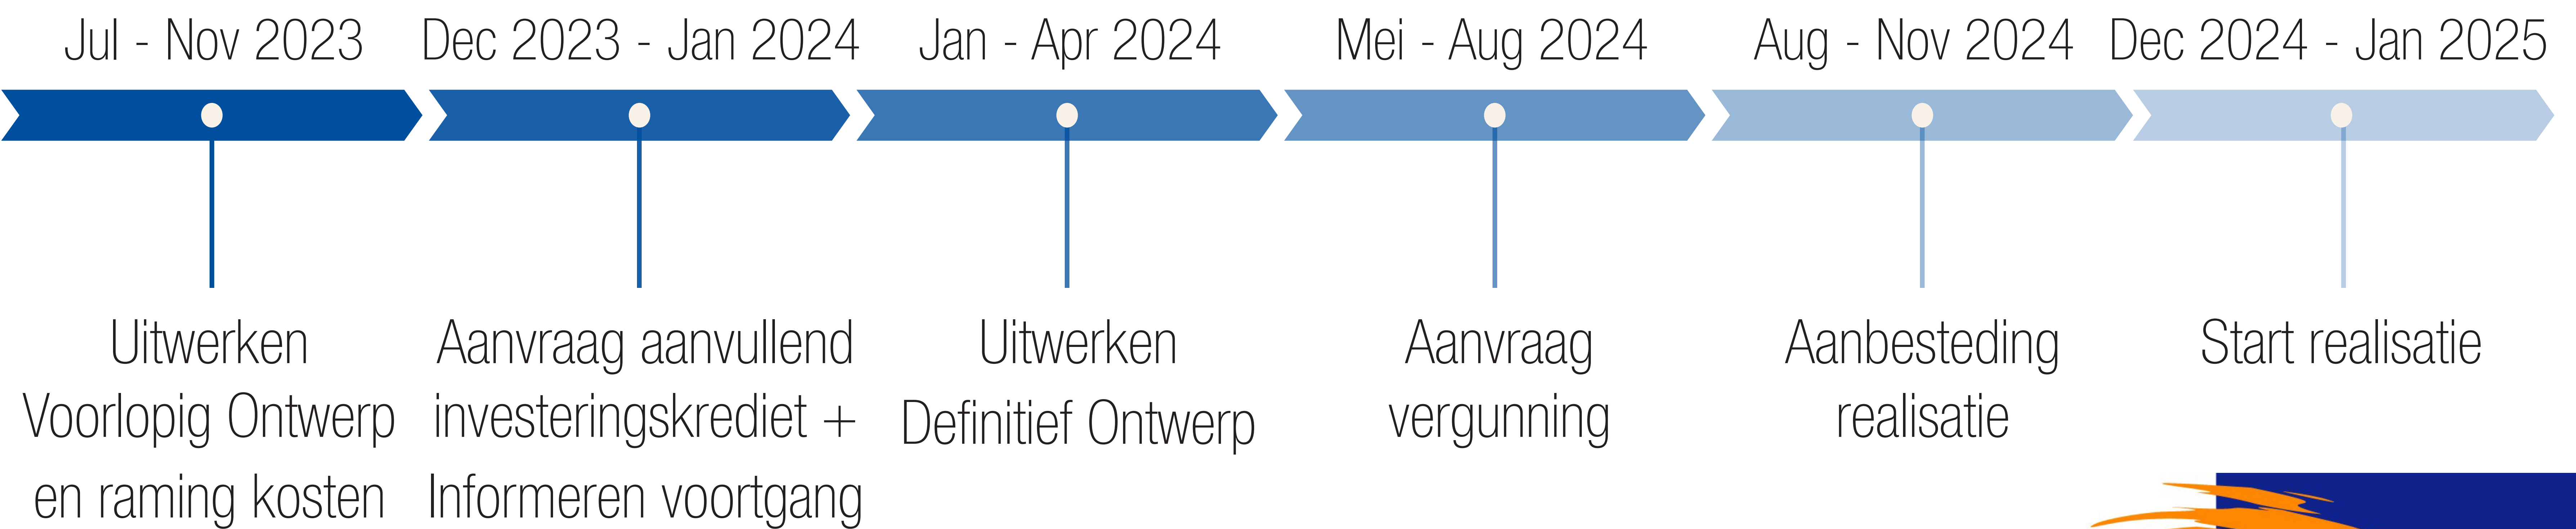 Jul - Nov 2023
Dec 2023 - Jan 2024
Jan - Apr 2024
Mei - Aug 2024
Aug - Nov 2024
Dec 2024 - Jan 2025
Uitwerken
Voorlopig Ontwerp
en raming kosten
Aanvraag aanvullend
investeringskrediet +
Informeren voortgang
Uitwerken
Definitief Ontwerp
Aanvraag
vergunning
Aanbesteding
realisatie
Start realisatie